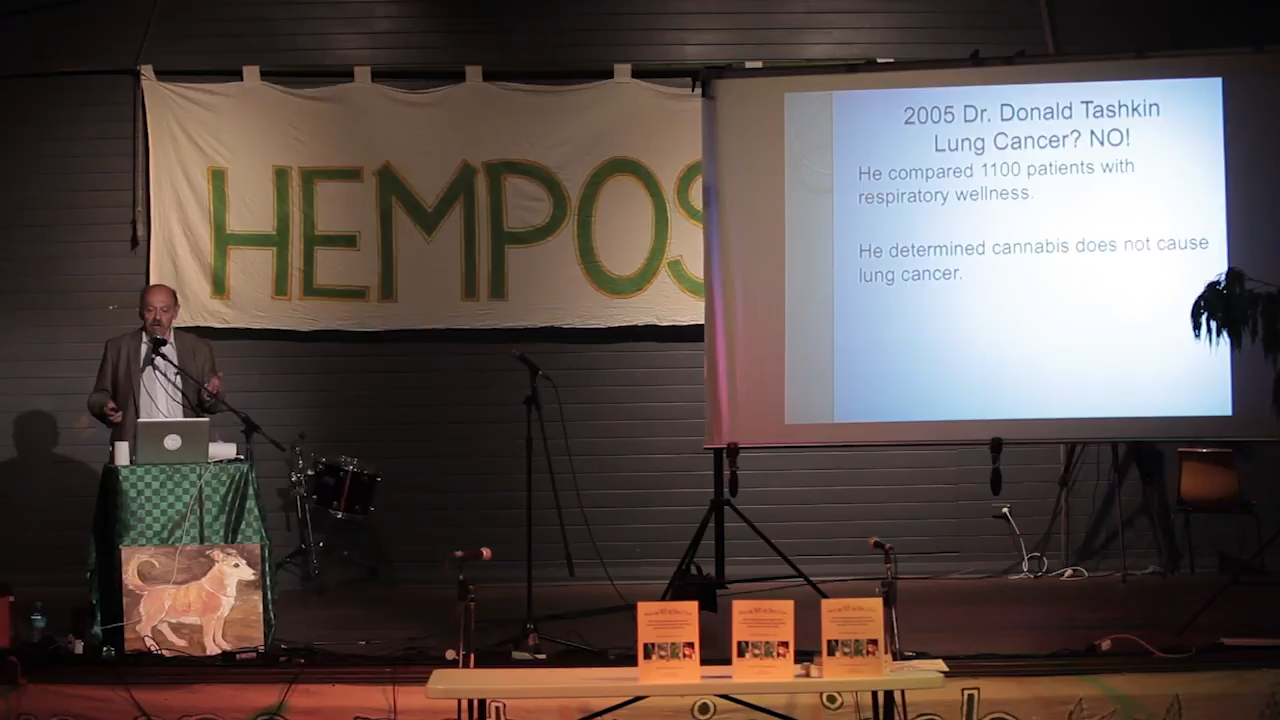 HEMPOS
2005 Dr. Donald Tashkin
Lung Cancer? NO!
He compared 1100 patients with
respiratory wellness.
He determined cannabis does not cause
lung cancer.